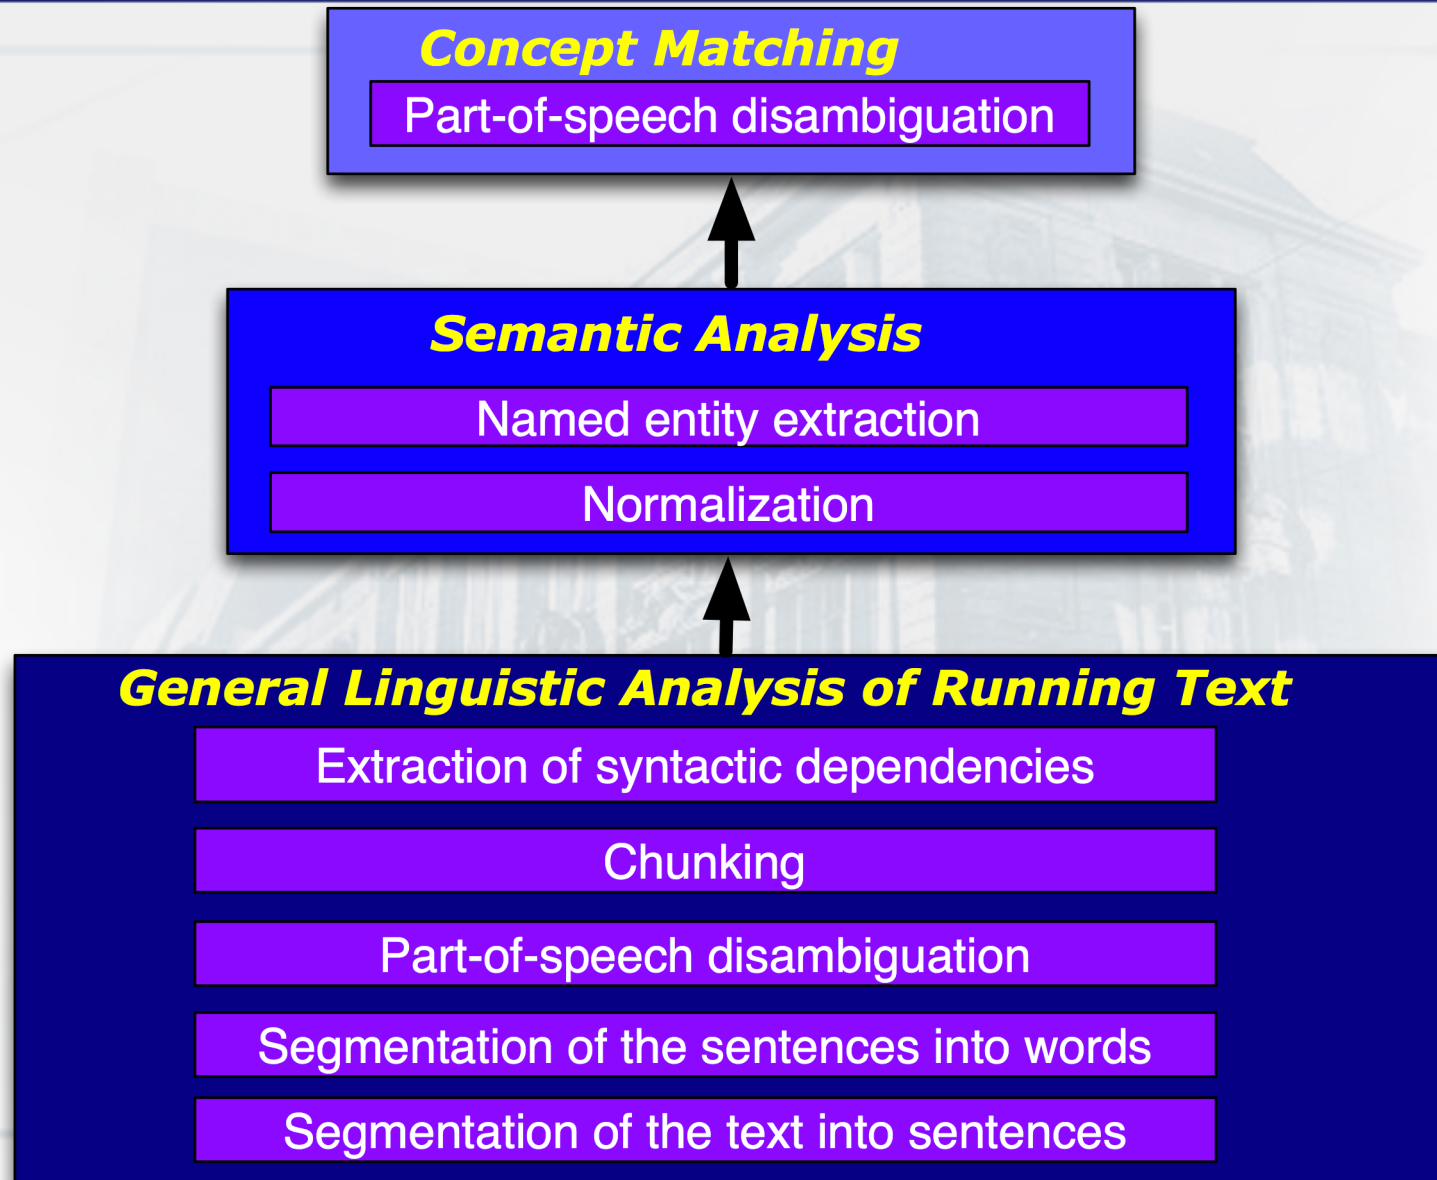 Concept Matching
Part-of-speech disambiguation
Semantic Analysis
Named entity extraction
Normalization
General Linguistic Analysis of Running Text
Extraction of syntactic dependencies
Chunking
Part-of-speech disambiguation
Segmentation of the sentences into words
Segmentation of the text into sentences